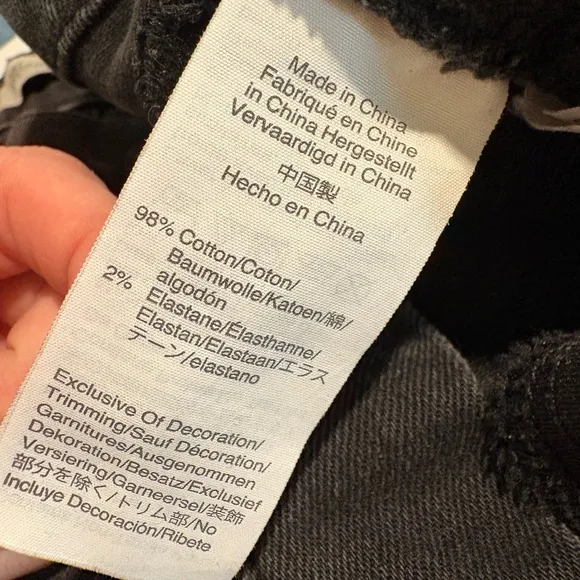 Made in China
Fabriqué en Chine
in China Hergestellt
Vervaardigd in China
中国製
Hecho en China
98% Cotton/Coton/
Baumwolle/Katoen/綿/
algodón
2% Elastane/Élasthanne/
Elastan/Elastaan/エラス
テーン/elastano
Exclusive Of Decoration/
Trimming/Sauf Décoration/
Garnitures/Ausgenommen
Dekoration/Besatz/Exclusief
Versiering/Garneersel/装飾
部分を除く/トリム部/No
Incluye Decoración/Ribete